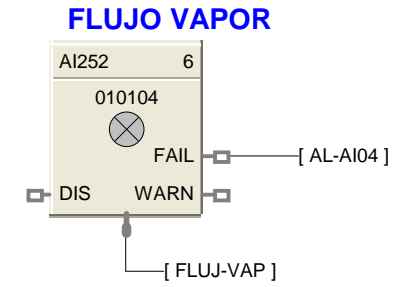 FLUJO VAPOR
AI252 6
010104
FAIL [ AL-AI04 ]
DIS WARN
[ FLUJ-VAP ]